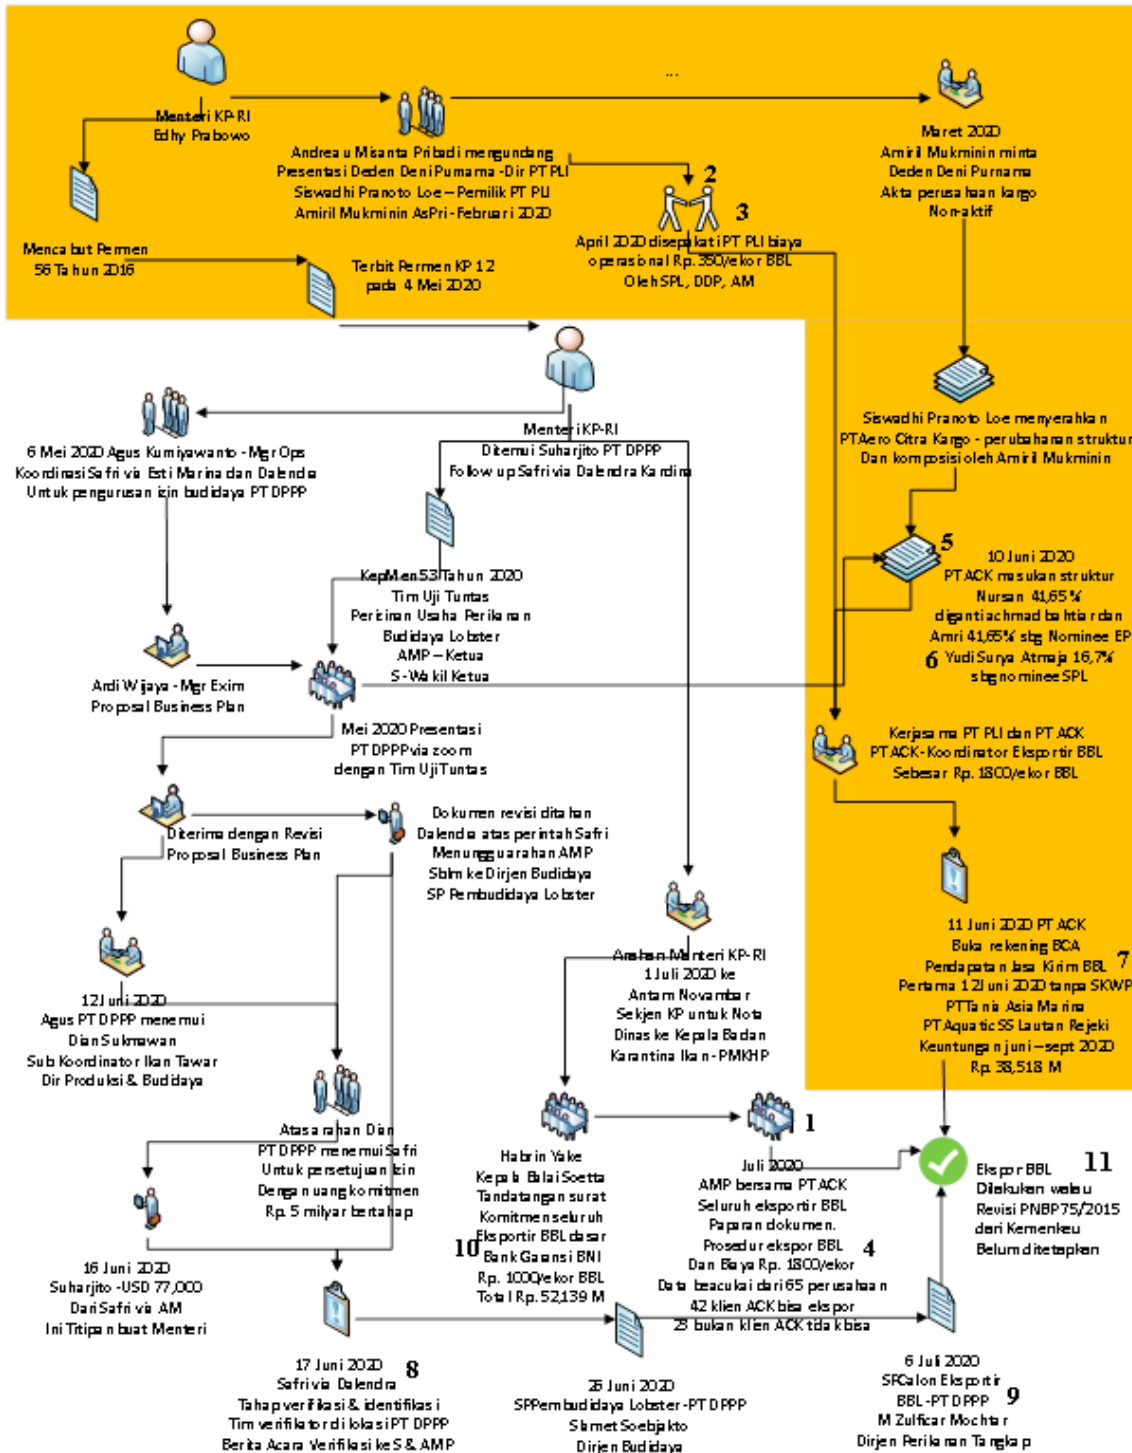 ...
Menteri KP-RI
Edhy Prabowo
Andreau Misanta Pribadi mengundang
Presentasi Deden Deni Purnama -Dir PT PLI
Siswadhi Pranoto Loe – Pemilik PT PLI
Amiril Mukminin AsPri - Februari 2020
Maret 2020
Amiril Mukminin minta
Deden Deni Purnama
Akta perusahaan kargo
Non-aktif
2
3
Mencabut Permen
56 Tahun 2016
Terbit Permen KP 12
pada 4 Mei 2020
April 2020 disepakati PT PLI biaya
operasional Rp. 350/ekor BBL
Oleh SPL, DDP, AM
Menteri KP-RI
Ditemui Suharjito PT DPPP
Follow up Safri via Dalendra Kardina
6 Mei 2020 Agus Kurniyawanto - Mgr Ops
Koordinasi Safri via Esti Marina dan Dalendra
Untuk pengurusan izin budidaya PT DPPP
Siswadhi Pranoto Loe menyerahkan
PT Aero Citra Kargo - perubahanan struktur
Dan komposisi oleh Amiril Mukminin
5
10 Juni 2020
PT ACK masukan struktur
Nursan 41,65 %
diganti achmad bahtiar dan
Amri 41,65% sbg Nominee EP
6 Yudi Surya Atmaja 16,7%
sbg nominee SPL
KepMen 53 Tahun 2020
Tim Uji Tuntas
Perizinan Usaha Perikanan
Budidaya Lobster
AMP – Ketua
S - Wakil Ketua
Ardi Wijaya - Mgr Exim
Proposal Business Plan
Mei 2020 Presentasi
PT DPPP via zoom
dengan Tim Uji Tuntas
Kerjasama PT PLI dan PT ACK
PT ACK - Koordinator Eksportir BBL
Sebesar Rp. 1800/ekor BBL
Diterima dengan Revisi
Proposal Business Plan
Dokumen revisi ditahan
Dalendra atas perintah Safri
Menunggu arahan AMP
Sblm ke Dirjen Budidaya
SP Pembudidaya Lobster
11 Juni 2020 PT ACK
Buka rekening BCA
Pendapatan Jasa Kirim BBL 7
Pertama 12 Juni 2020 tanpa SKWP
PT Tania Asia Marina
PT Aquatic SS Lautan Rejeki
Keuntungan juni – sept 2020
Rp. 38,518 M
Arahan Menteri KP-RI
1 Juli 2020 ke
Antam Novambar
Sekjen KP untuk Nota
Dinas ke Kepala Badan
Karantina Ikan - PMKHP
12 Juni 2020
Agus PT DPPP menemui
Dian Sukmawan
Sub Koordinator Ikan Tawar
Dir Produksi & Budidaya
Atas arahan Dian
PT DPPP menemui Safri
Untuk persetujuan izin
Dengan uang komitmen
Rp. 5 milyar bertahap
Habrin Yake
Kepala Balai Soetta
Tandatangan surat
Komitmen seluruh
Eksportir BBL dasar
10 Bank Garansi BNI
Rp. 1000/ekor BBL
Total Rp. 52,139 M
1
Juli 2020
AMP bersama PT ACK
Seluruh eksportir BBL
Paparan dokumen.
Prosedur ekspor BBL 4
Dan Biaya Rp. 1800/ekor
Data beacukai dari 65 perusahaan
42 klien ACK bisa ekspor
23 bukan klien ACK tidak bisa
Ekspor BBL 11
Dilakukan walau
Revisi PNBP 75/2015
dari Kemenkeu
Belum ditetapkan
16 Juni 2020
Suharjito -USD 77,000
Dari Safri via AM
Ini Titipan buat Menteri
17 Juni 2020 8
Safri via Dalendra
Tahap verifikasi & identifikasi
Tim verifikator di lokasi PT DPPP
Berita Acara Verifikasi ke S & AMP
26 Juni 2020
SP Pembudidaya Lobster -PT DPPP
Slamet Soebjakto
Dirjen Budidaya
6 Juli 2020
SP Calon Eksportir
BBL -PT DPPP 9
M Zulficar Mochtar
Dirjen Perikanan Tangkap